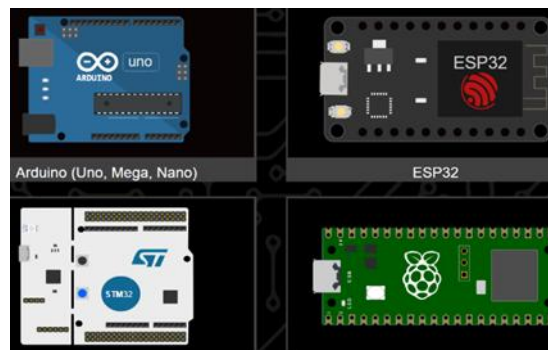 uno
ARDUINO
Arduino (Uno, Mega, Nano)
ESP32
ESP32
ST
STM32